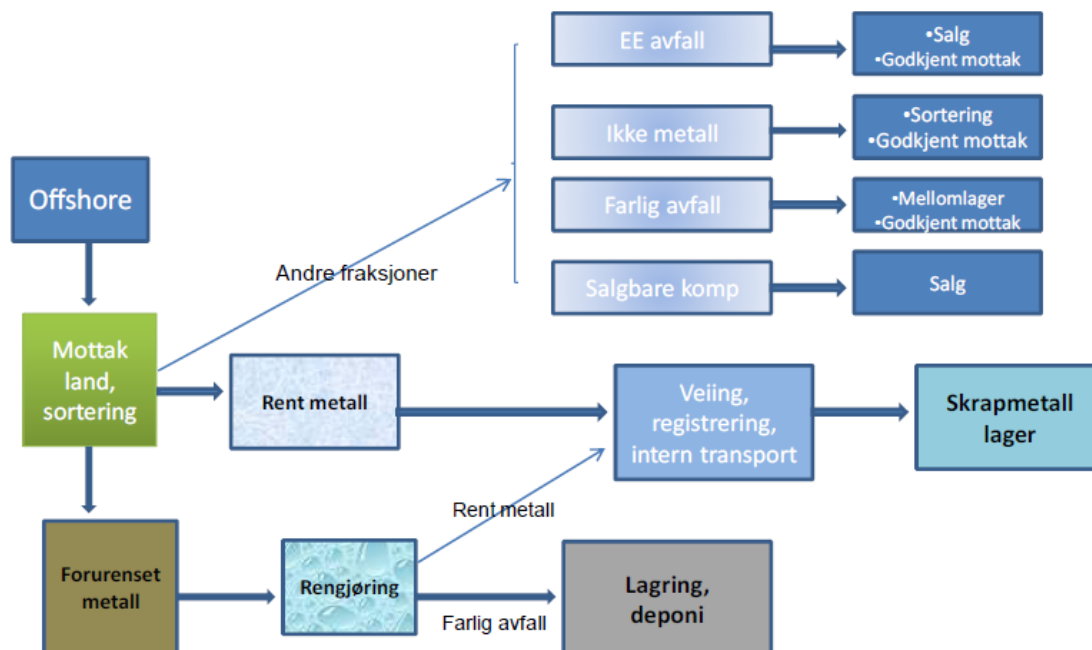 EE avfall
•Salg
•Godkjent mottak
Ikke metall
•Sortering
•Godkjent mottak
Offshore
Farlig avfall
•Mellomlager
•Godkjent mottak
Andre fraksjoner
Salgbare komp
Salg
Mottak
land,
sortering
Rent metall
Veiing,
registrering,
intern transport
Skrapmetall
lager
Rent metall
Forurenset
metall
Rengjøring
Farlig avfall
Lagring,
deponi